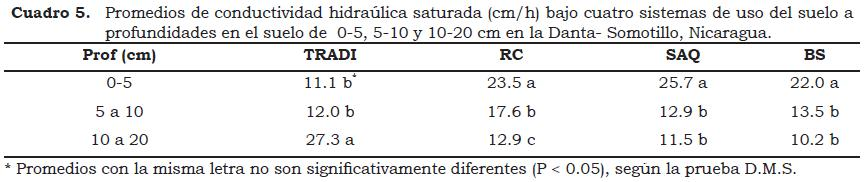 Cuadro 5. Promedios de conductividad hidraúlica saturada (cm/h) bajo cuatro sistemas de uso del suelo a
profundidades en el suelo de 0-5, 5-10 y 10-20 cm en la Danta- Somotillo, Nicaragua.
Prof (cm) TRADI RC SAQ BS
0-5 11.1 b* 23.5 a 25.7 a 22.0 a
5 a 10 12.0 b 17.6 b 12.9 b 13.5 b
10 a 20 27.3 a 12.9 c 11.5 b 10.2 b
* Promedios con la misma letra no son significativamente diferentes (P < 0.05), según la prueba D.M.S.